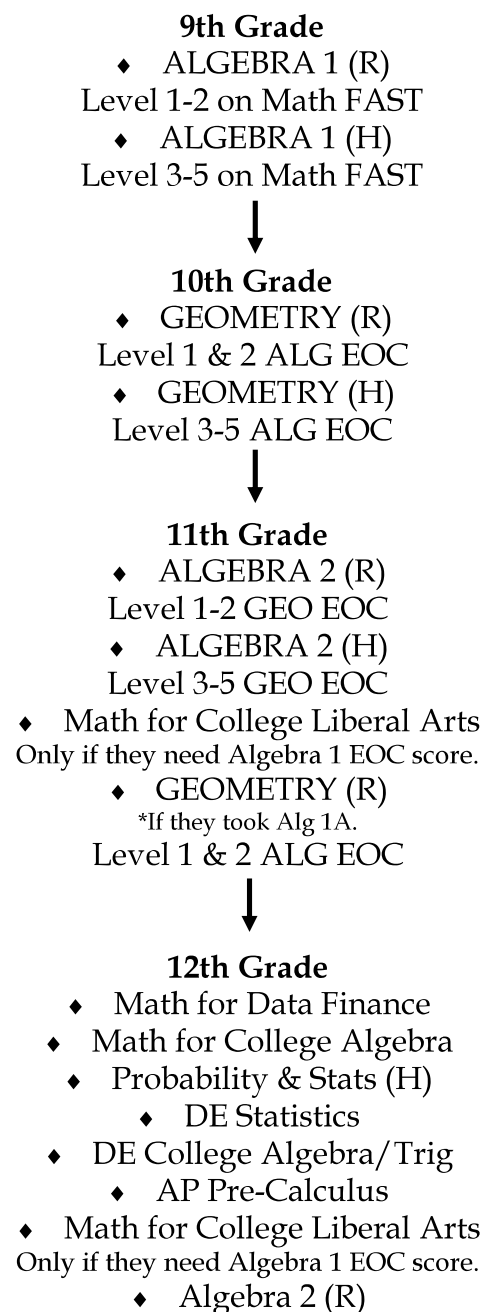 9th Grade
♦ ALGEBRA 1 (R)
Level 1-2 on Math FAST
♦ ALGEBRA 1 (H)
Level 3-5 on Math FAST
10th Grade
♦ GEOMETRY (R)
Level 1 & 2 ALG EOC
♦ GEOMETRY (H)
Level 3-5 ALG EOC
11th Grade
♦ ALGEBRA 2 (R)
Level 1-2 GEO EOC
♦ ALGEBRA 2 (H)
Level 3-5 GEO EOC
♦ Math for College Liberal Arts
Only if they need Algebra 1 EOC score.
♦ GEOMETRY (R)
*If they took Alg 1A.
Level 1 & 2 ALG EOC
12th Grade
♦ Math for Data Finance
♦ Math for College Algebra
♦ Probability & Stats (H)
♦ DE Statistics
♦ DE College Algebra/Trig
♦ AP Pre-Calculus
♦ Math for College Liberal Arts
Only if they need Algebra 1 EOC score.
♦ Algebra 2 (R)